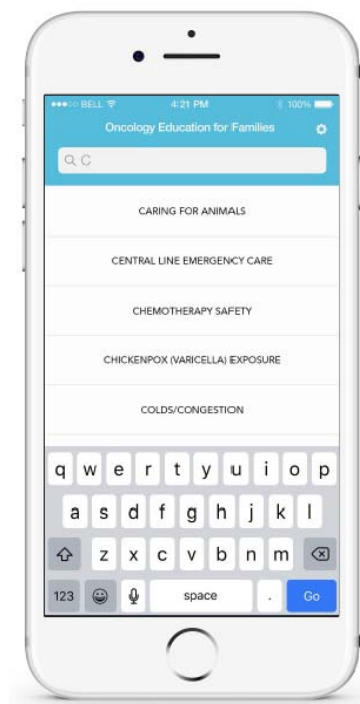 BELL 4:21 PM 100%
Oncology Education for Families
C
CARING FOR ANIMALS
CENTRAL LINE EMERGENCY CARE
CHEMOTHERAPY SAFETY
CHICKENPOX (VARICELLA) EXPOSURE
COLDS/CONGESTION
q w e r t y u i o p
a s d f g h j k l
z x c v b n m
123 space . Go